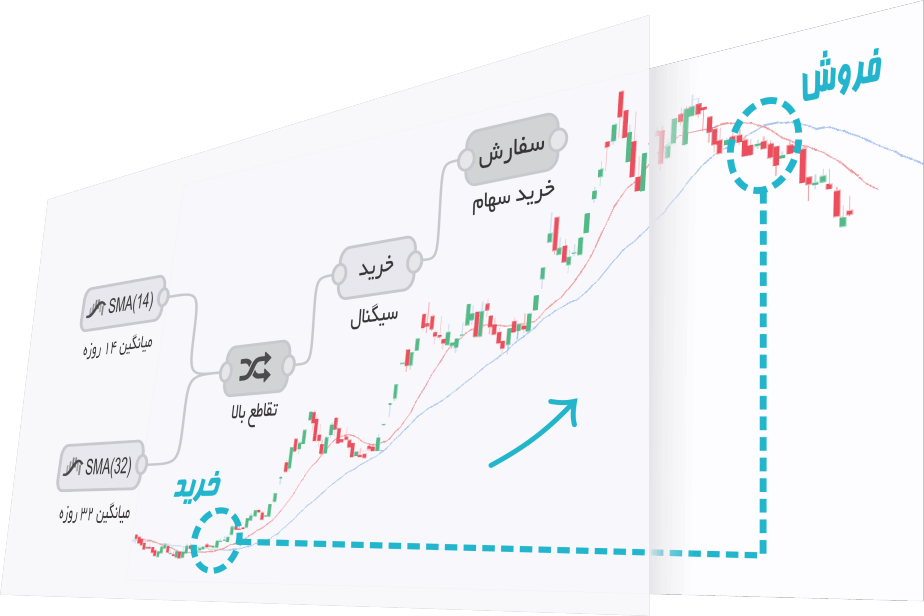 فروش
سفارش
خرید سهام
خرید
سیگنال
SMA(14)
میانگین ۱۴ روزه
تقاطع بالا
SMA(32)
میانگین ۳۲ روزه
خرید